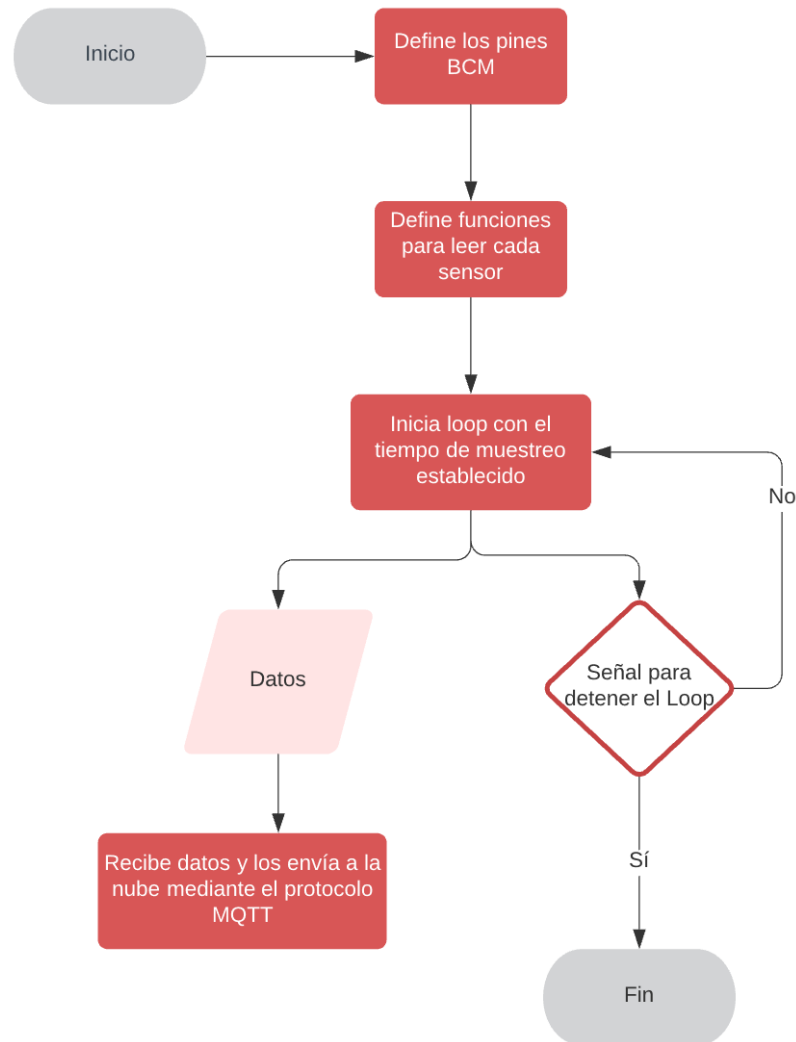 Inicio
Define los pines
BCM
Define funciones
para leer cada
sensor
Inicia loop con el
tiempo de muestreo
establecido
No
Datos
Señal para
detener el Loop
Recibe datos y los envía a la
nube mediante el protocolo
MQTT
Sí
Fin